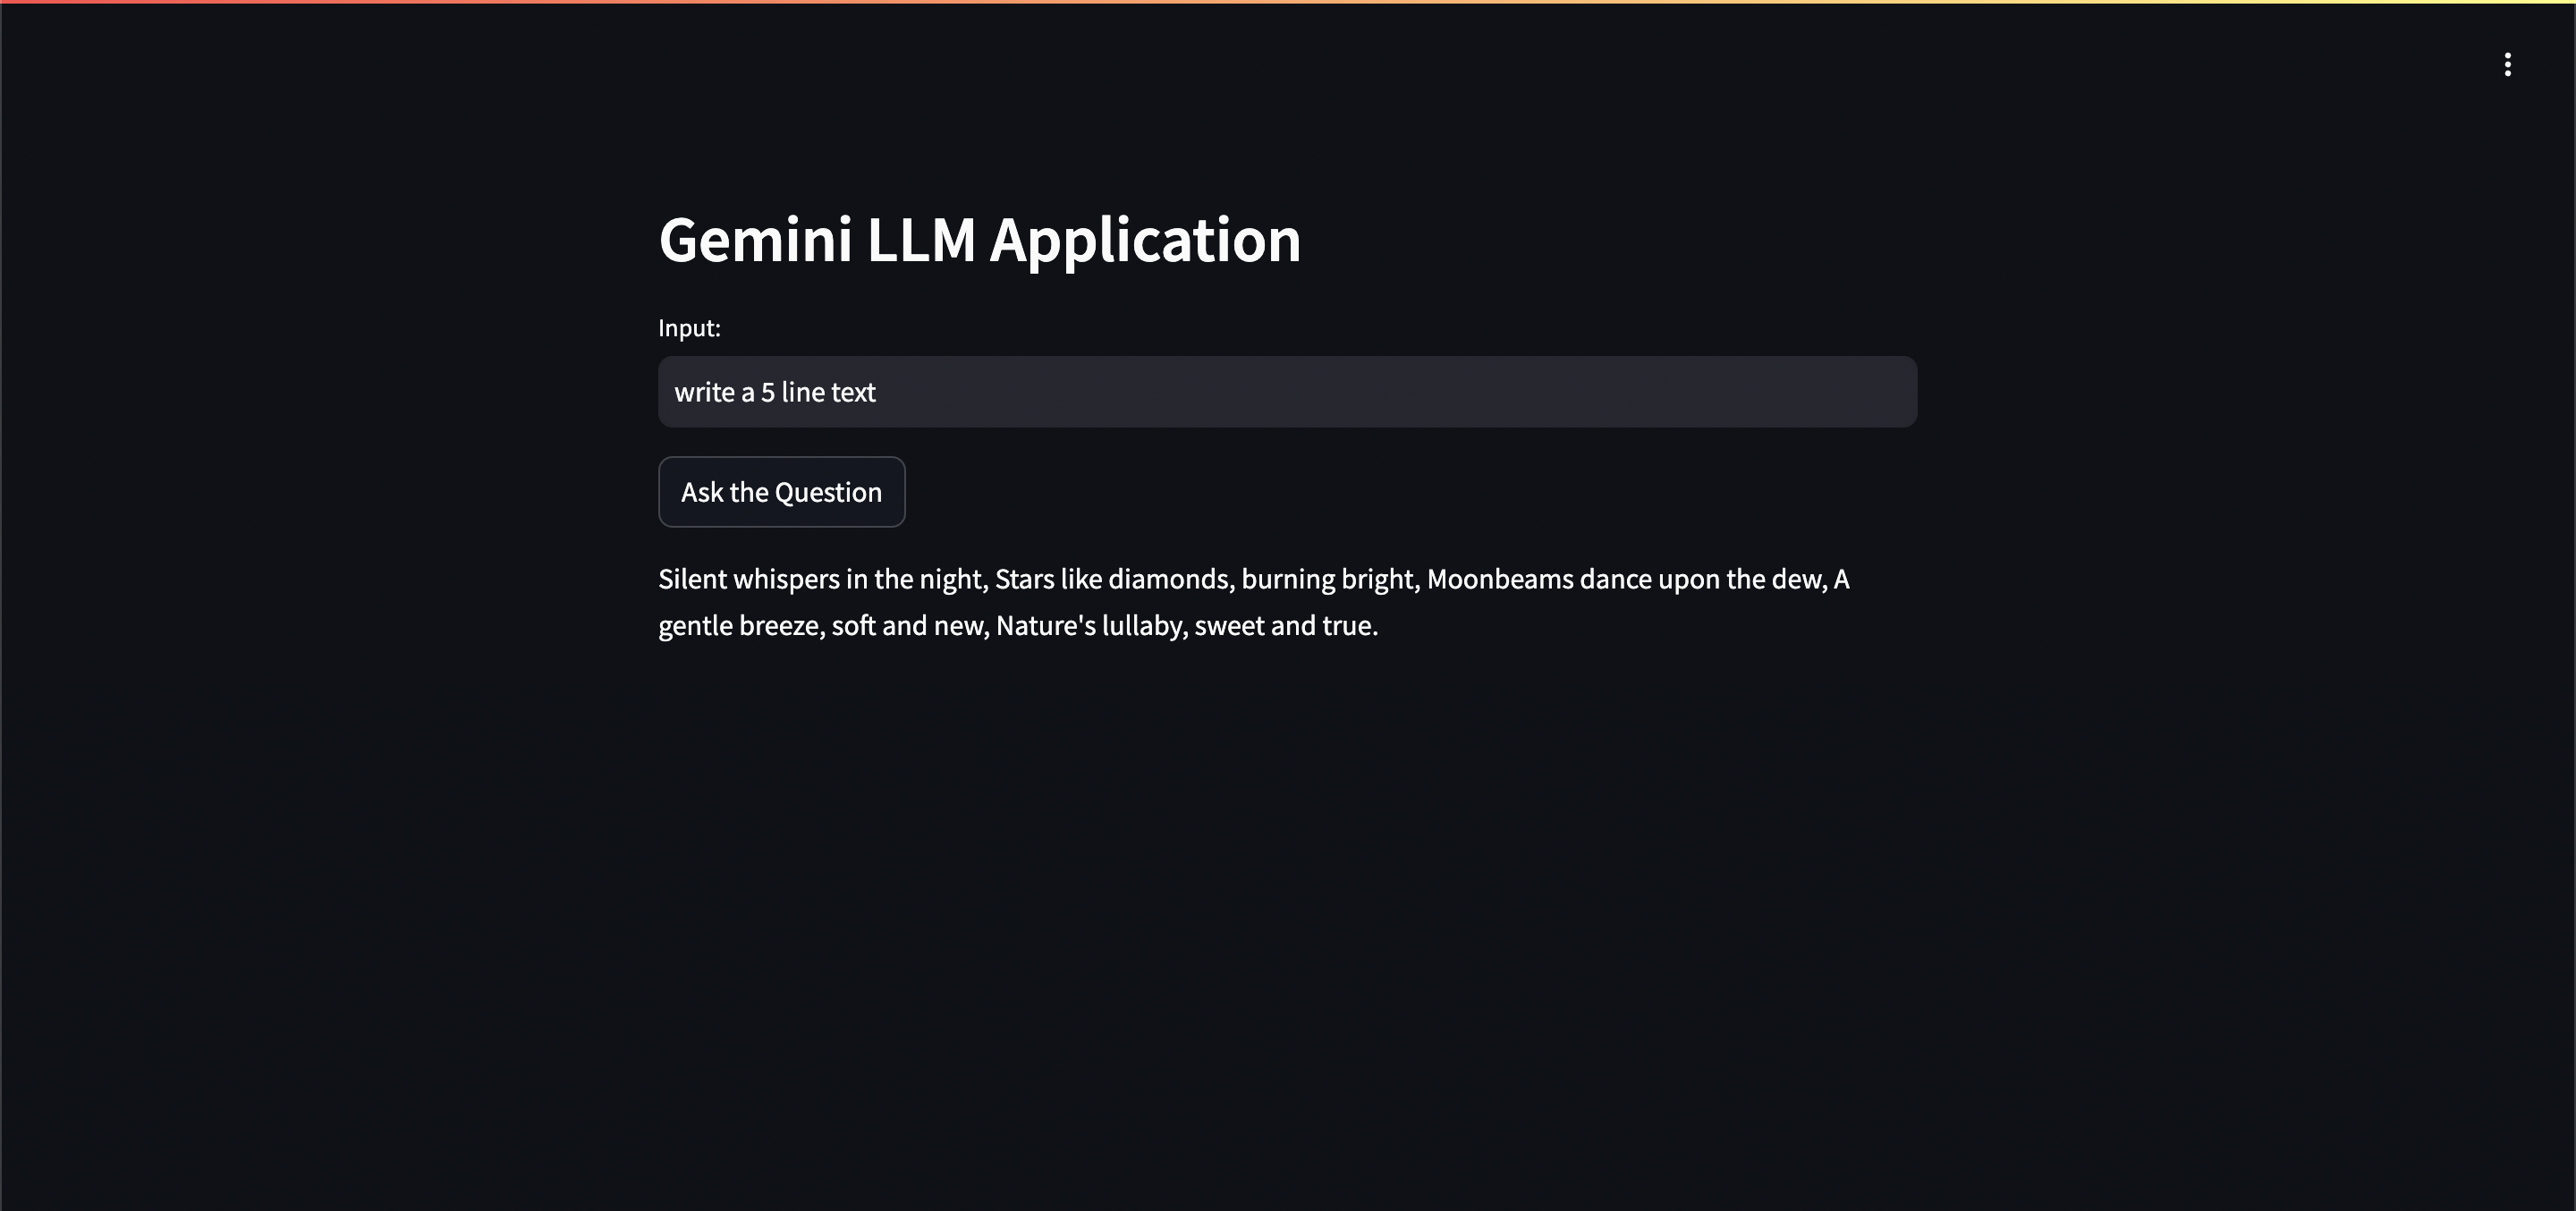 Gemini LLM Application
Input:
write a 5 line text
Ask the Question
Silent whispers in the night, Stars like diamonds, burning bright, Moonbeams dance upon the dew, A
gentle breeze, soft and new, Nature's lullaby, sweet and true.